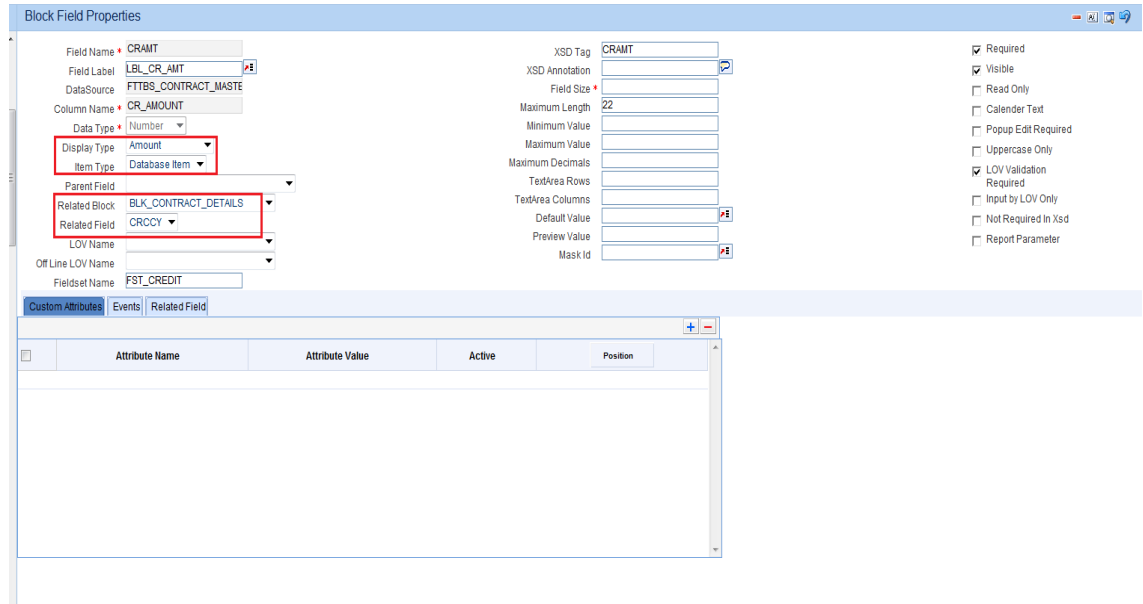 Block Field Properties
Field Name * CRAMT
Field Label LBL_CR_AMT
DataSource FTTBS_CONTRACT_MASTE
Column Name * CR_AMOUNT
Data Type * Number
Display Type Amount
Item Type Database Item
Parent Field
Related Block BLK_CONTRACT_DETAILS
Related Field CRCCY
LOV Name
Off Line LOV Name
Fieldset Name FST_CREDIT
XSD Tag CRAMT
XSD Annotation
Field Size *
Maximum Length 22
Minimum Value
Maximum Value
Maximum Decimals
TextArea Rows
TextArea Columns
Default Value
Preview Value
Mask Id
Required
Visible
Read Only
Calender Text
Popup Edit Required
Uppercase Only
LOV Validation
Required
Input by LOV Only
Not Required In Xsd
Report Parameter
Custom Attributes Events Related Field
Attribute Name Attribute Value Active Position